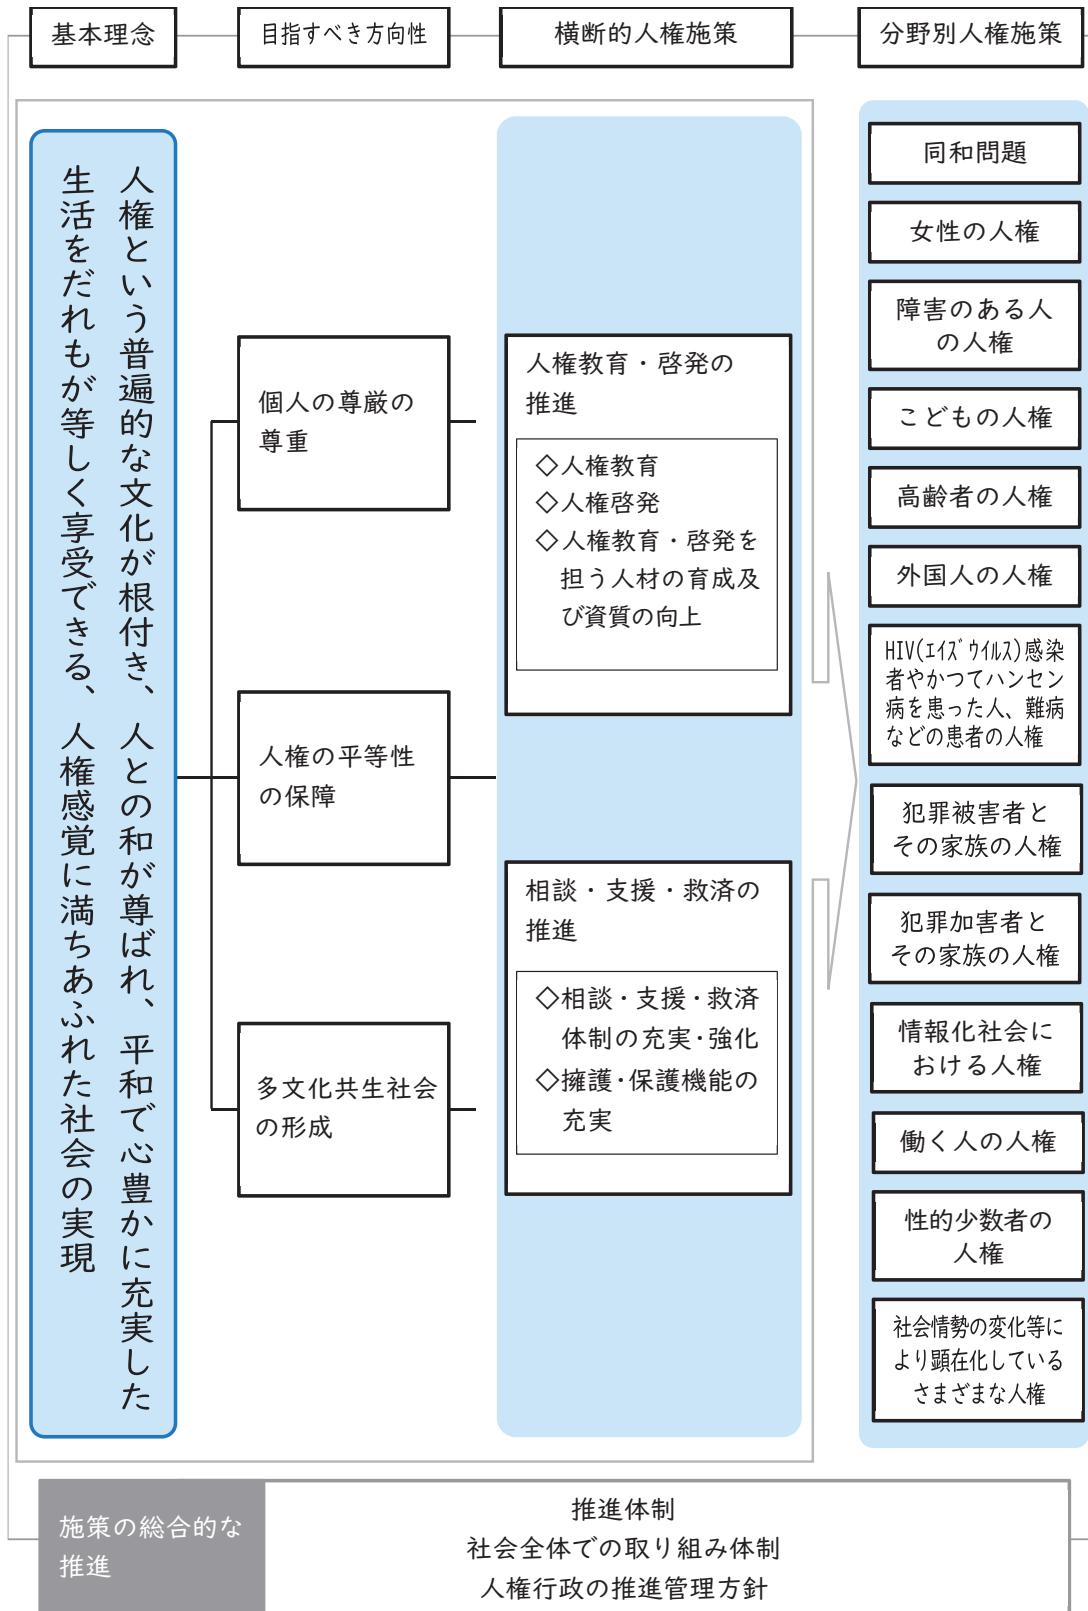 基本理念
目指すべき方向性
横断的人権施策
分野別人権施策
人権という普遍的な文化が根付き、人との和が尊ばれ、平和で心豊かに充実した
生活をだれもが等しく享受できる、人権感覚に満ちあふれた社会の実現
個人の尊厳の
尊重
人権の平等性
の保障
多文化共生社会
の形成
人権教育・啓発の
推進
◇人権教育
◇人権啓発
◇人権教育・啓発を
担う人材の育成及
び資質の向上
相談・支援・救済の
推進
◇相談・支援・救済
体制の充実・強化
◇擁護・保護機能の
充実
同和問題
女性の人権
障害のある人
の人権
こどもの人権
高齢者の人権
外国人の人権
HIV(ｴｲｽﾞｳｲﾙｽ)感染
者やかつてハンセン
病を患った人、難病
などの患者の人権
犯罪被害者と
その家族の人権
犯罪加害者と
その家族の人権
情報化社会に
おける人権
働く人の人権
性的少数者の
人権
社会情勢の変化等に
より顕在化している
さまざまな人権
施策の総合的な
推進
推進体制
社会全体での取り組み体制
人権行政の推進管理方針